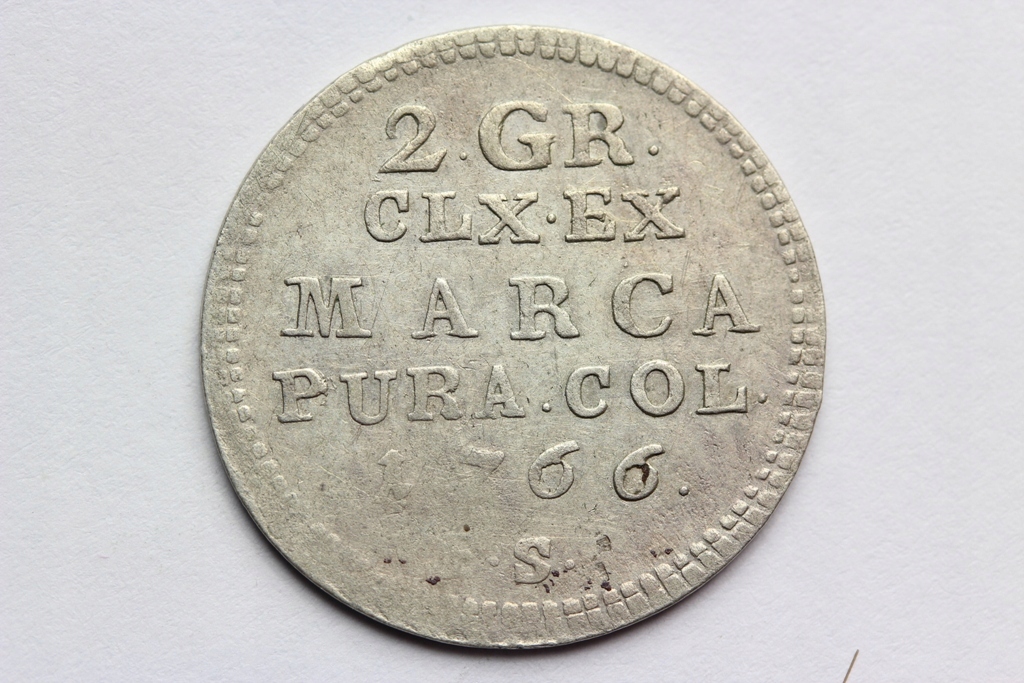 2·GR·
CLX·EX
MARCA
PURA·COL·
1766.
·S·